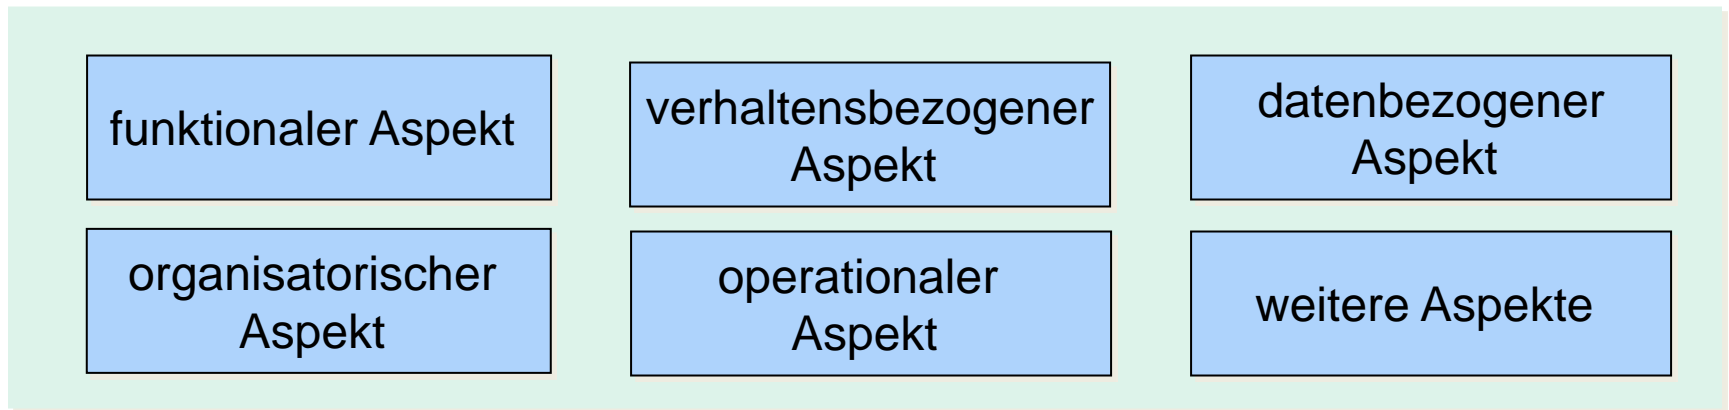 funktionaler Aspekt
verhaltensbezogener
Aspekt
datenbezogener
Aspekt
organisatorischer
Aspekt
operationaler
Aspekt
weitere Aspekte